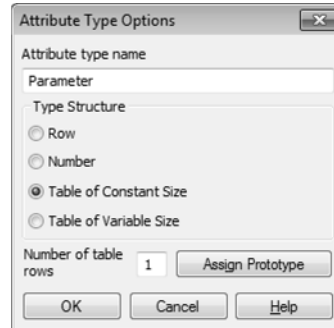 Attribute Type Options
Attribute type name
Parameter
Type Structure
Row
Number
Table of Constant Size
Table of Variable Size
Number of table rows 1 Assign Prototype
OK Cancel Help